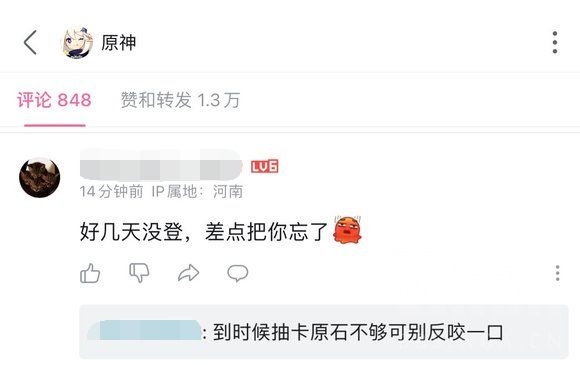 原神
评论 848 赞和转发 1.3 万
LV6
14分钟前 IP属地：河南
好几天没登，差点把你忘了
: 到时候抽卡原石不够可别反咬一口